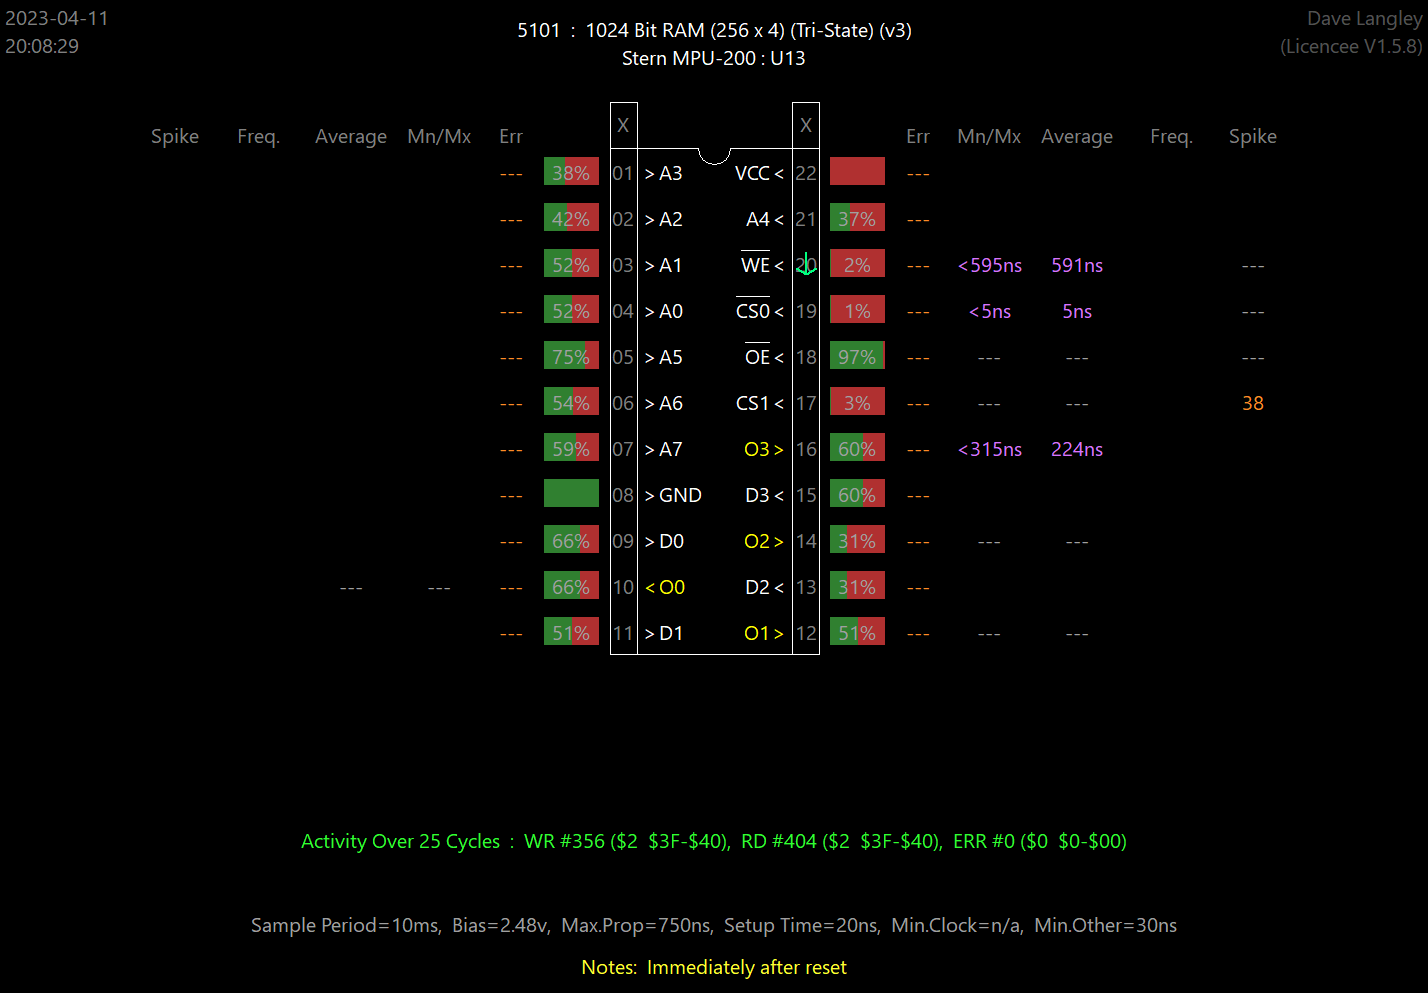 2023-04-11
20:08:29
5101 : 1024 Bit RAM (256 x 4) (Tri-State) (v3)
Stern MPU-200 : U13
Dave Langley
(Licencee V1.5.8)
X X
Spike Freq. Average Mn/Mx Err Err Mn/Mx Average Freq. Spike
--- 38% 01 > A3 VCC < 22 ---
--- 42% 02 > A2 A4 < 21 37% ---
--- 52% 03 > A1 WE < 20 2% --- <595ns 591ns ---
--- 52% 04 > A0 CS0 < 19 1% --- <5ns 5ns ---
--- 75% 05 > A5 OE < 18 97% --- --- --- ---
--- 54% 06 > A6 CS1 < 17 3% --- --- --- 38
--- 59% 07 > A7 O3 > 16 60% --- <315ns 224ns
--- 08 > GND D3 < 15 60% ---
--- 66% 09 > D0 O2 > 14 31% --- --- ---
--- --- --- 66% 10 < O0 D2 < 13 31% ---
--- 51% 11 > D1 O1 > 12 51% --- --- ---
Activity Over 25 Cycles : WR #356 ($2 $3F-$40), RD #404 ($2 $3F-$40), ERR #0 ($0 $0-$00)
Sample Period=10ms, Bias=2.48v, Max.Prop=750ns, Setup Time=20ns, Min.Clock=n/a, Min.Other=30ns
Notes: Immediately after reset